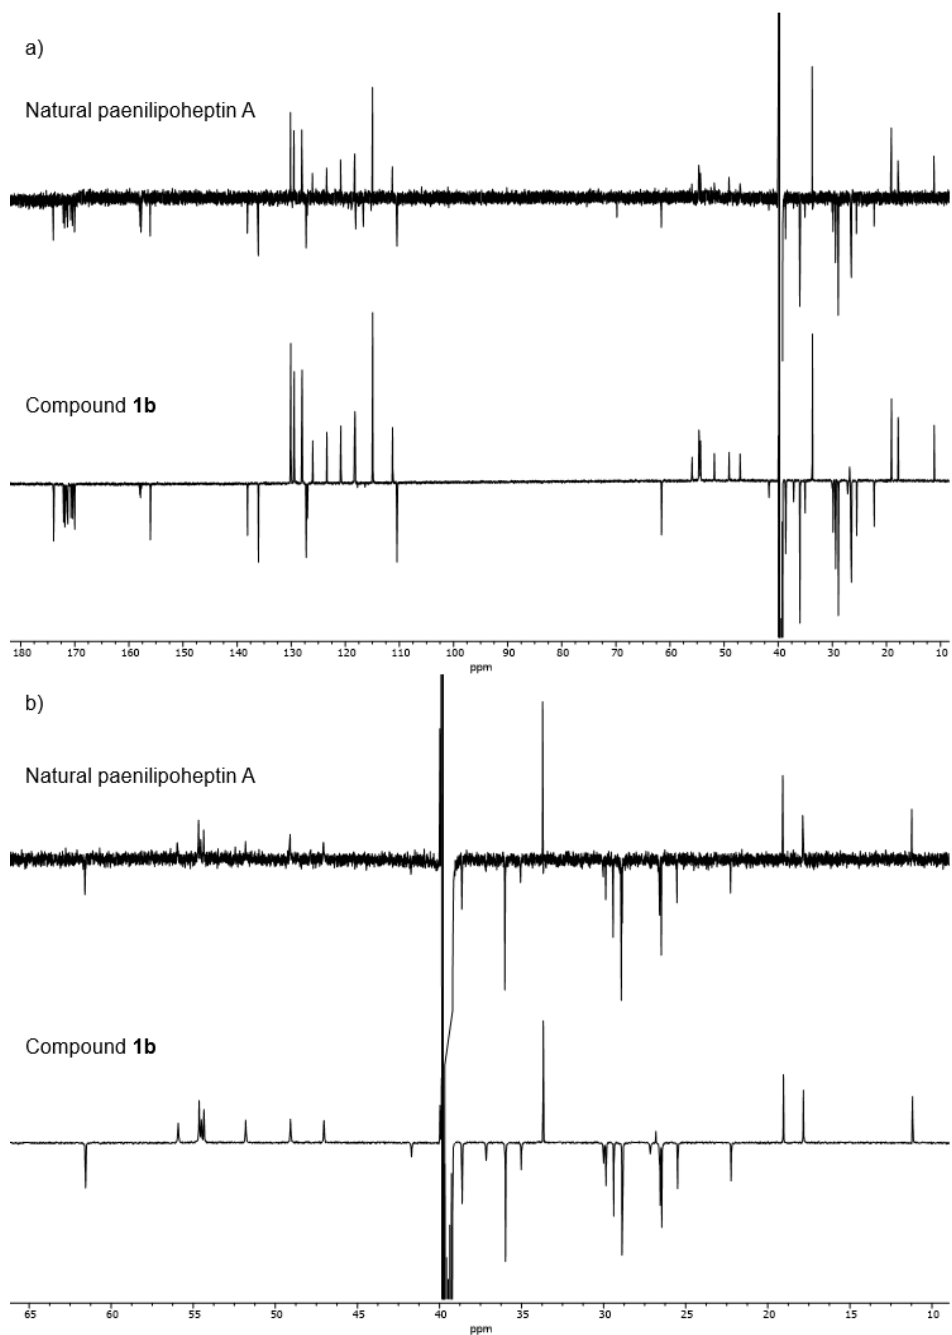 a)
Natural paenilipoheptin A
Compound 1b
180 170 160 150 140 130 120 110 100 90 80 70 60 50 40 30 20 10
ppm
b)
Natural paenilipoheptin A
Compound 1b
65 60 55 50 45 40 35 30 25 20 15 10
ppm